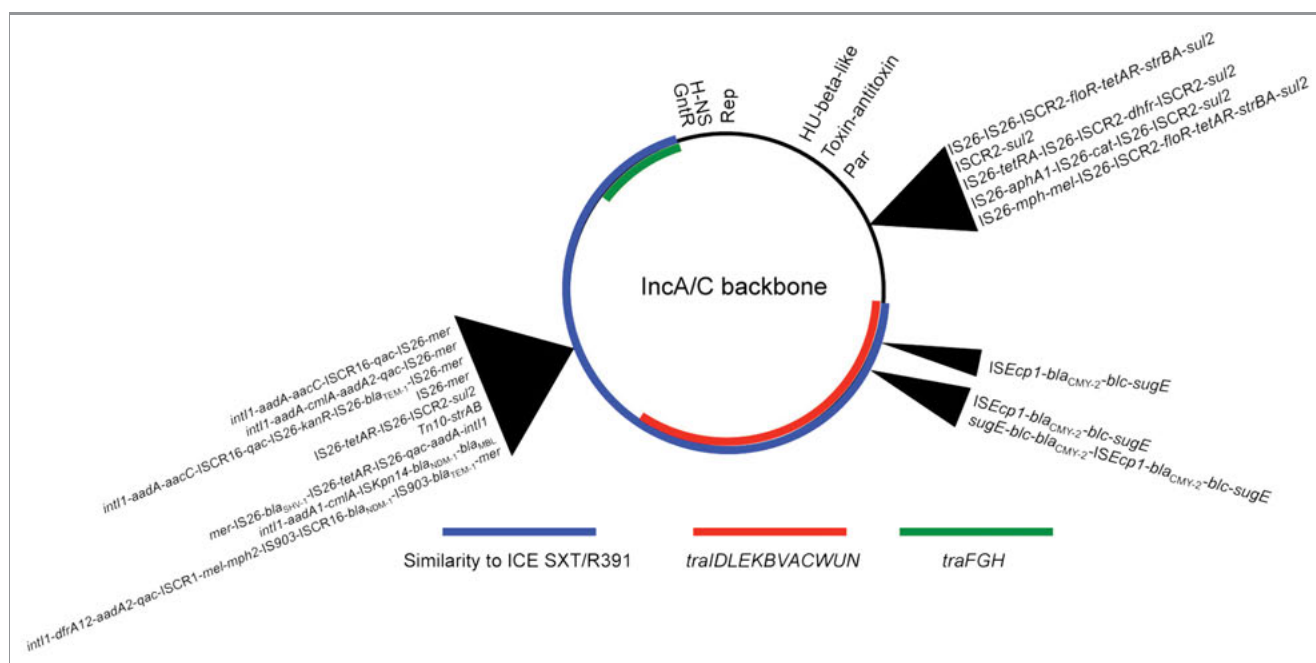 GntR
H-NS
Rep
HU-beta-like
Toxin-antitoxin
Par
IS26-IS26-ISCR2-floR-tetAR-strBA-sul2
ISCR2-sul2
IS26-tetRA-IS26-ISCR2-dhfr-ISCR2-sul2
IS26-aphA1-IS26-cat-IS26-ISCR2-sul2
IS26-mph-mel-IS26-ISCR2-floR-tetAR-strBA-sul2
IncA/C backbone
ISEcp1-blaCMY-2-blc-sugE
ISEcp1-blaCMY-2-blc-sugE
sugE-blc-blaCMY-2-ISEcp1-blaCMY-2-blc-sugE
intI1-aadA-aacC-ISCR16-qac-IS26-mer
intI1-aadA-cmlA-aadA2-qac-IS26-mer
intI1-aadA-aacC-ISCR16-qac-IS26-kanR-IS26-blaTEM-1-IS26-mer
IS26-mer
IS26-tetAR-IS26-ISCR2-sul2
Tn10-strAB
mer-IS26-blaSHV-1-IS26-tetAR-IS26-qac-aadA-intI1
intI1-aadA1-cmlA-ISKpn14-blaNDM-1-blaMBL
intI1-dfrA12-aadA2-qac-ISCR1-mel-mph2-IS903-ISCR16-blaNDM-1-IS903-blaTEM-1-mer
Similarity to ICE SXT/R391
traIDLEKBVACWUN
traFGH